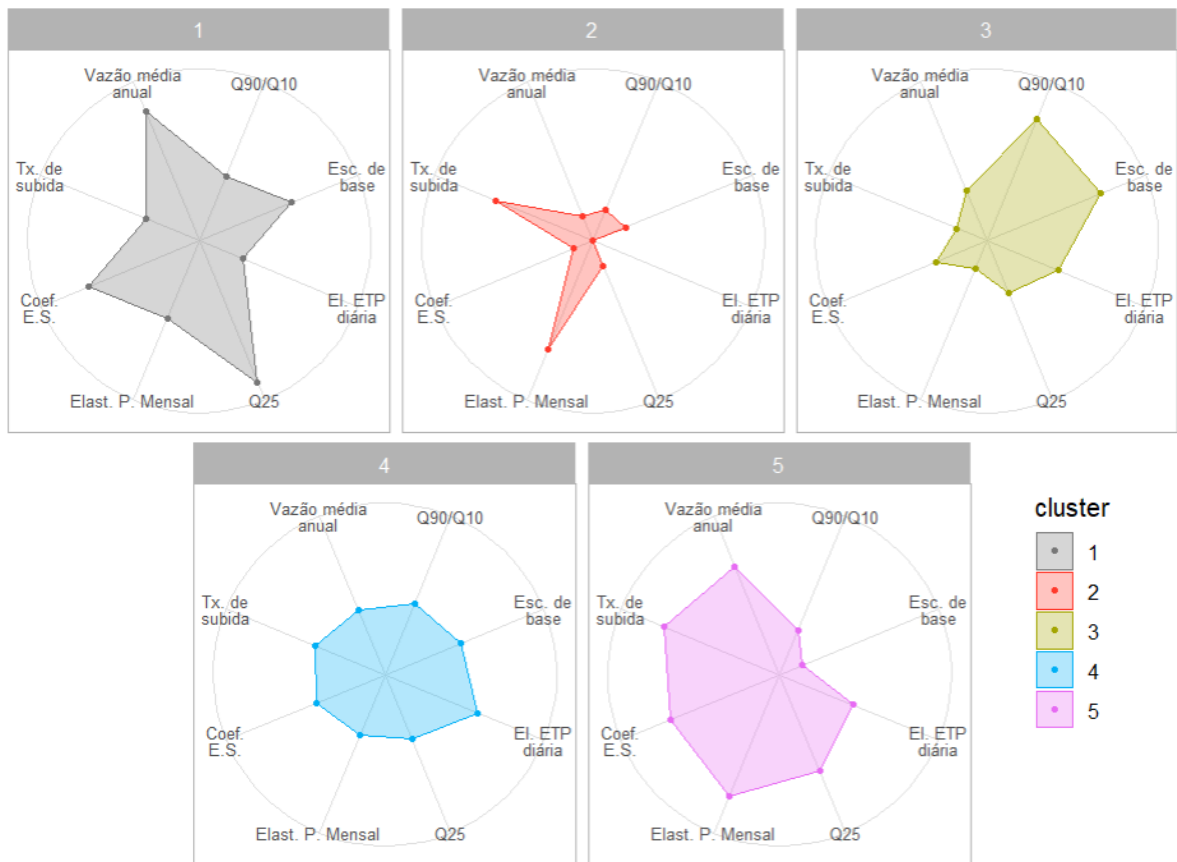 1
Vazão média
anual
Q90/Q10
Tx. de
subida
Esc. de
base
Coef.
E.S.
El. ETP
diária
Elast. P. Mensal
Q25
2
Vazão média
anual
Q90/Q10
Tx. de
subida
Esc. de
base
Coef.
E.S.
El. ETP
diária
Elast. P. Mensal
Q25
3
Vazão média
anual
Q90/Q10
Tx. de
subida
Esc. de
base
Coef.
E.S.
El. ETP
diária
Elast. P. Mensal
Q25
4
Vazão média
anual
Q90/Q10
Tx. de
subida
Esc. de
base
Coef.
E.S.
El. ETP
diária
Elast. P. Mensal
Q25
5
Vazão média
anual
Q90/Q10
Tx. de
subida
Esc. de
base
Coef.
E.S.
El. ETP
diária
Elast. P. Mensal
Q25
cluster
1
2
3
4
5